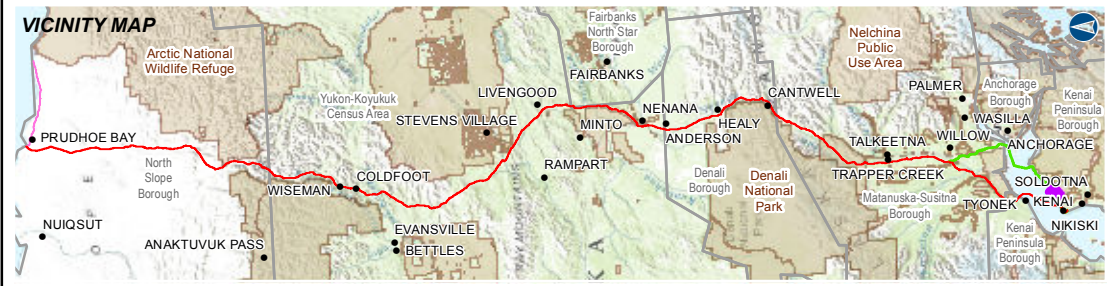 VICINITY MAP
Arctic National
Wildlife Refuge
Yukon-Koyukuk
Census Area
Fairbanks
North Star
Borough
FAIRBANKS
Nelchina
Public
Use Area
PALMER
Anchorage
Borough
Kenai
Peninsula
Borough
WASILLA
LIVENGOOD
STEVENS VILLAGE
MINTO
NENANA
ANDERSON
HEALY
CANTWELL
TALKEETNA
WILLOW
ANCHORAGE
PRUDHOE BAY
North
Slope
Borough
WISEMAN
COLDFOOT
RAMPART
Denali
Borough
Denali
National
Park
TRAPPER CREEK
Matanuska-Susitna
Borough
SOLDOTNA
TYONEK
KENAI
NIKISKI
NUIQSUT
ANAKTUVUK PASS
EVANSVILLE
BETTLES
Kenai
Peninsula
Borough